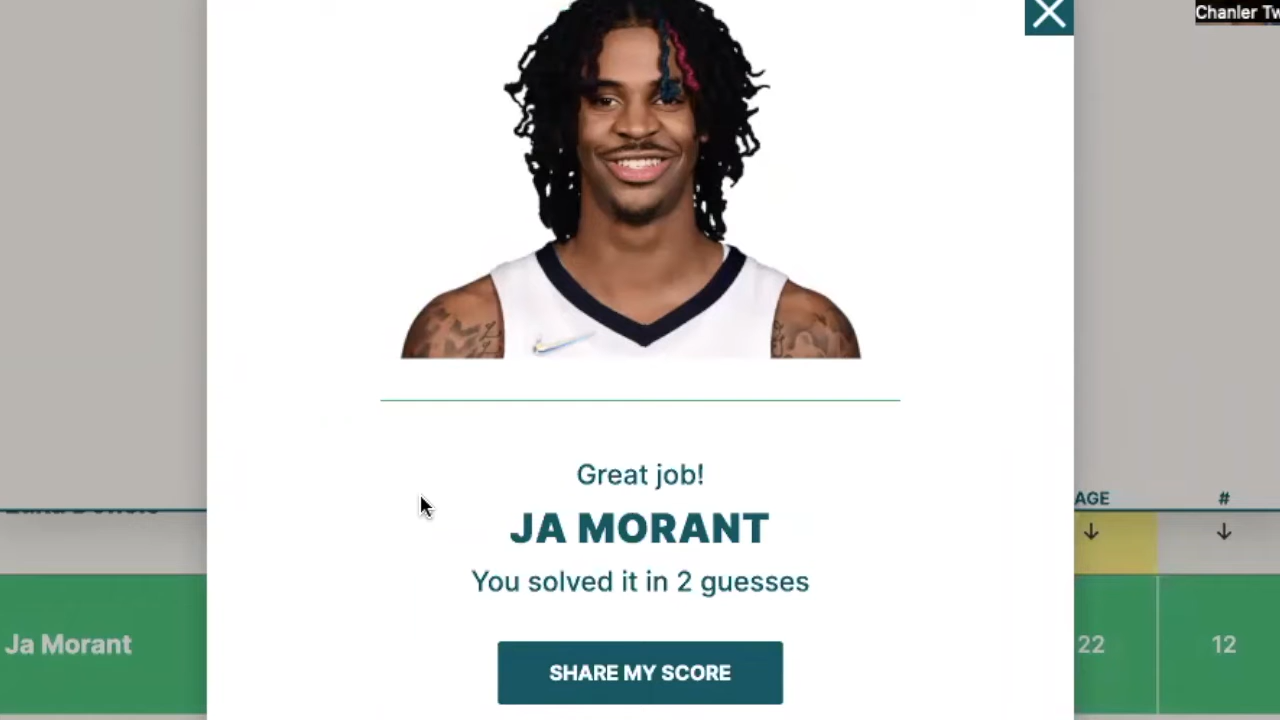 Chanler Tw
Great job!
AGE
#
JA MORANT
You solved it in 2 guesses
Ja Morant
22
12
SHARE MY SCORE